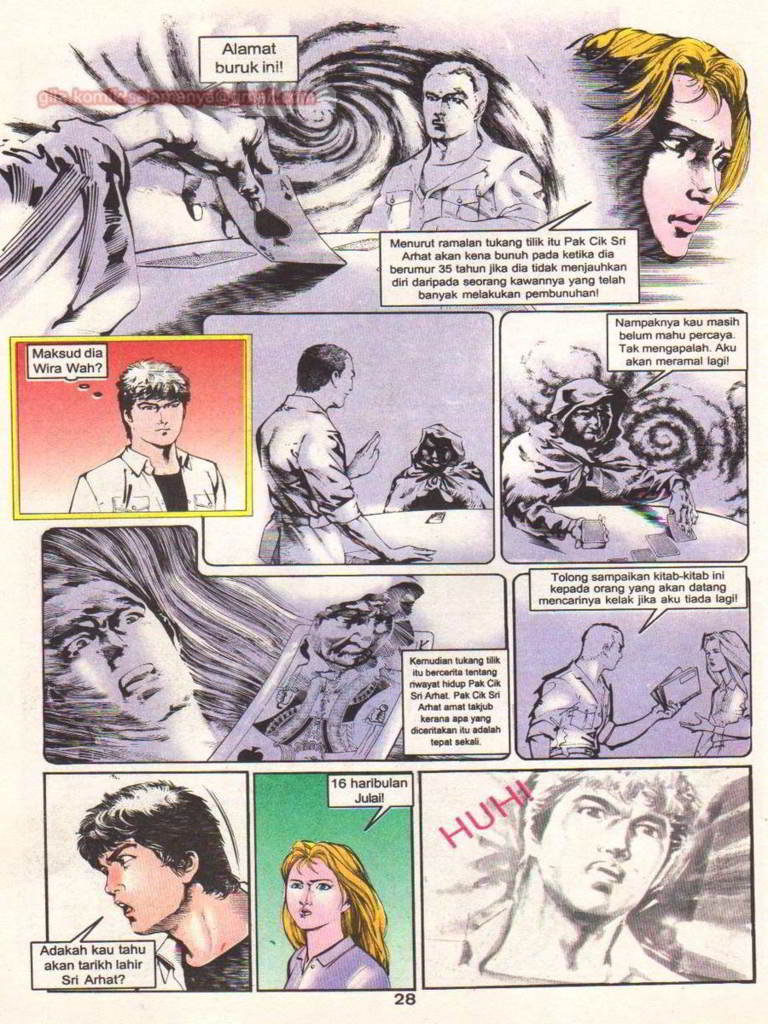 Alamat
buruk ini!
Menurut ramalan tukang tilik itu Pak Cik Sri
Arhat akan kena bunuh pada ketika dia
berumur 35 tahun jika dia tidak menjauhkan
diri daripada seorang kawannya yang telah
banyak melakukan pembunuhan!
Maksud dia
Wira Wah?
Nampaknya kau masih
belum mahu percaya.
Tak mengapalah. Aku
akan meramal lagi!
Kemudian tukang tilik
itu bercerita tentang
riwayat hidup Pak Cik
Sri Arhat. Pak Cik Sri
Arhat amat takjub
kerana apa yang
diceritakan itu adalah
tepat sekali.
Tolong sampaikan kitab-kitab ini
kepada orang yang akan datang
mencarinya kelak jika aku tiada lagi!
Adakah kau tahu
akan tarikh lahir
Sri Arhat?
16 haribulan
Julai!
HUH!
28